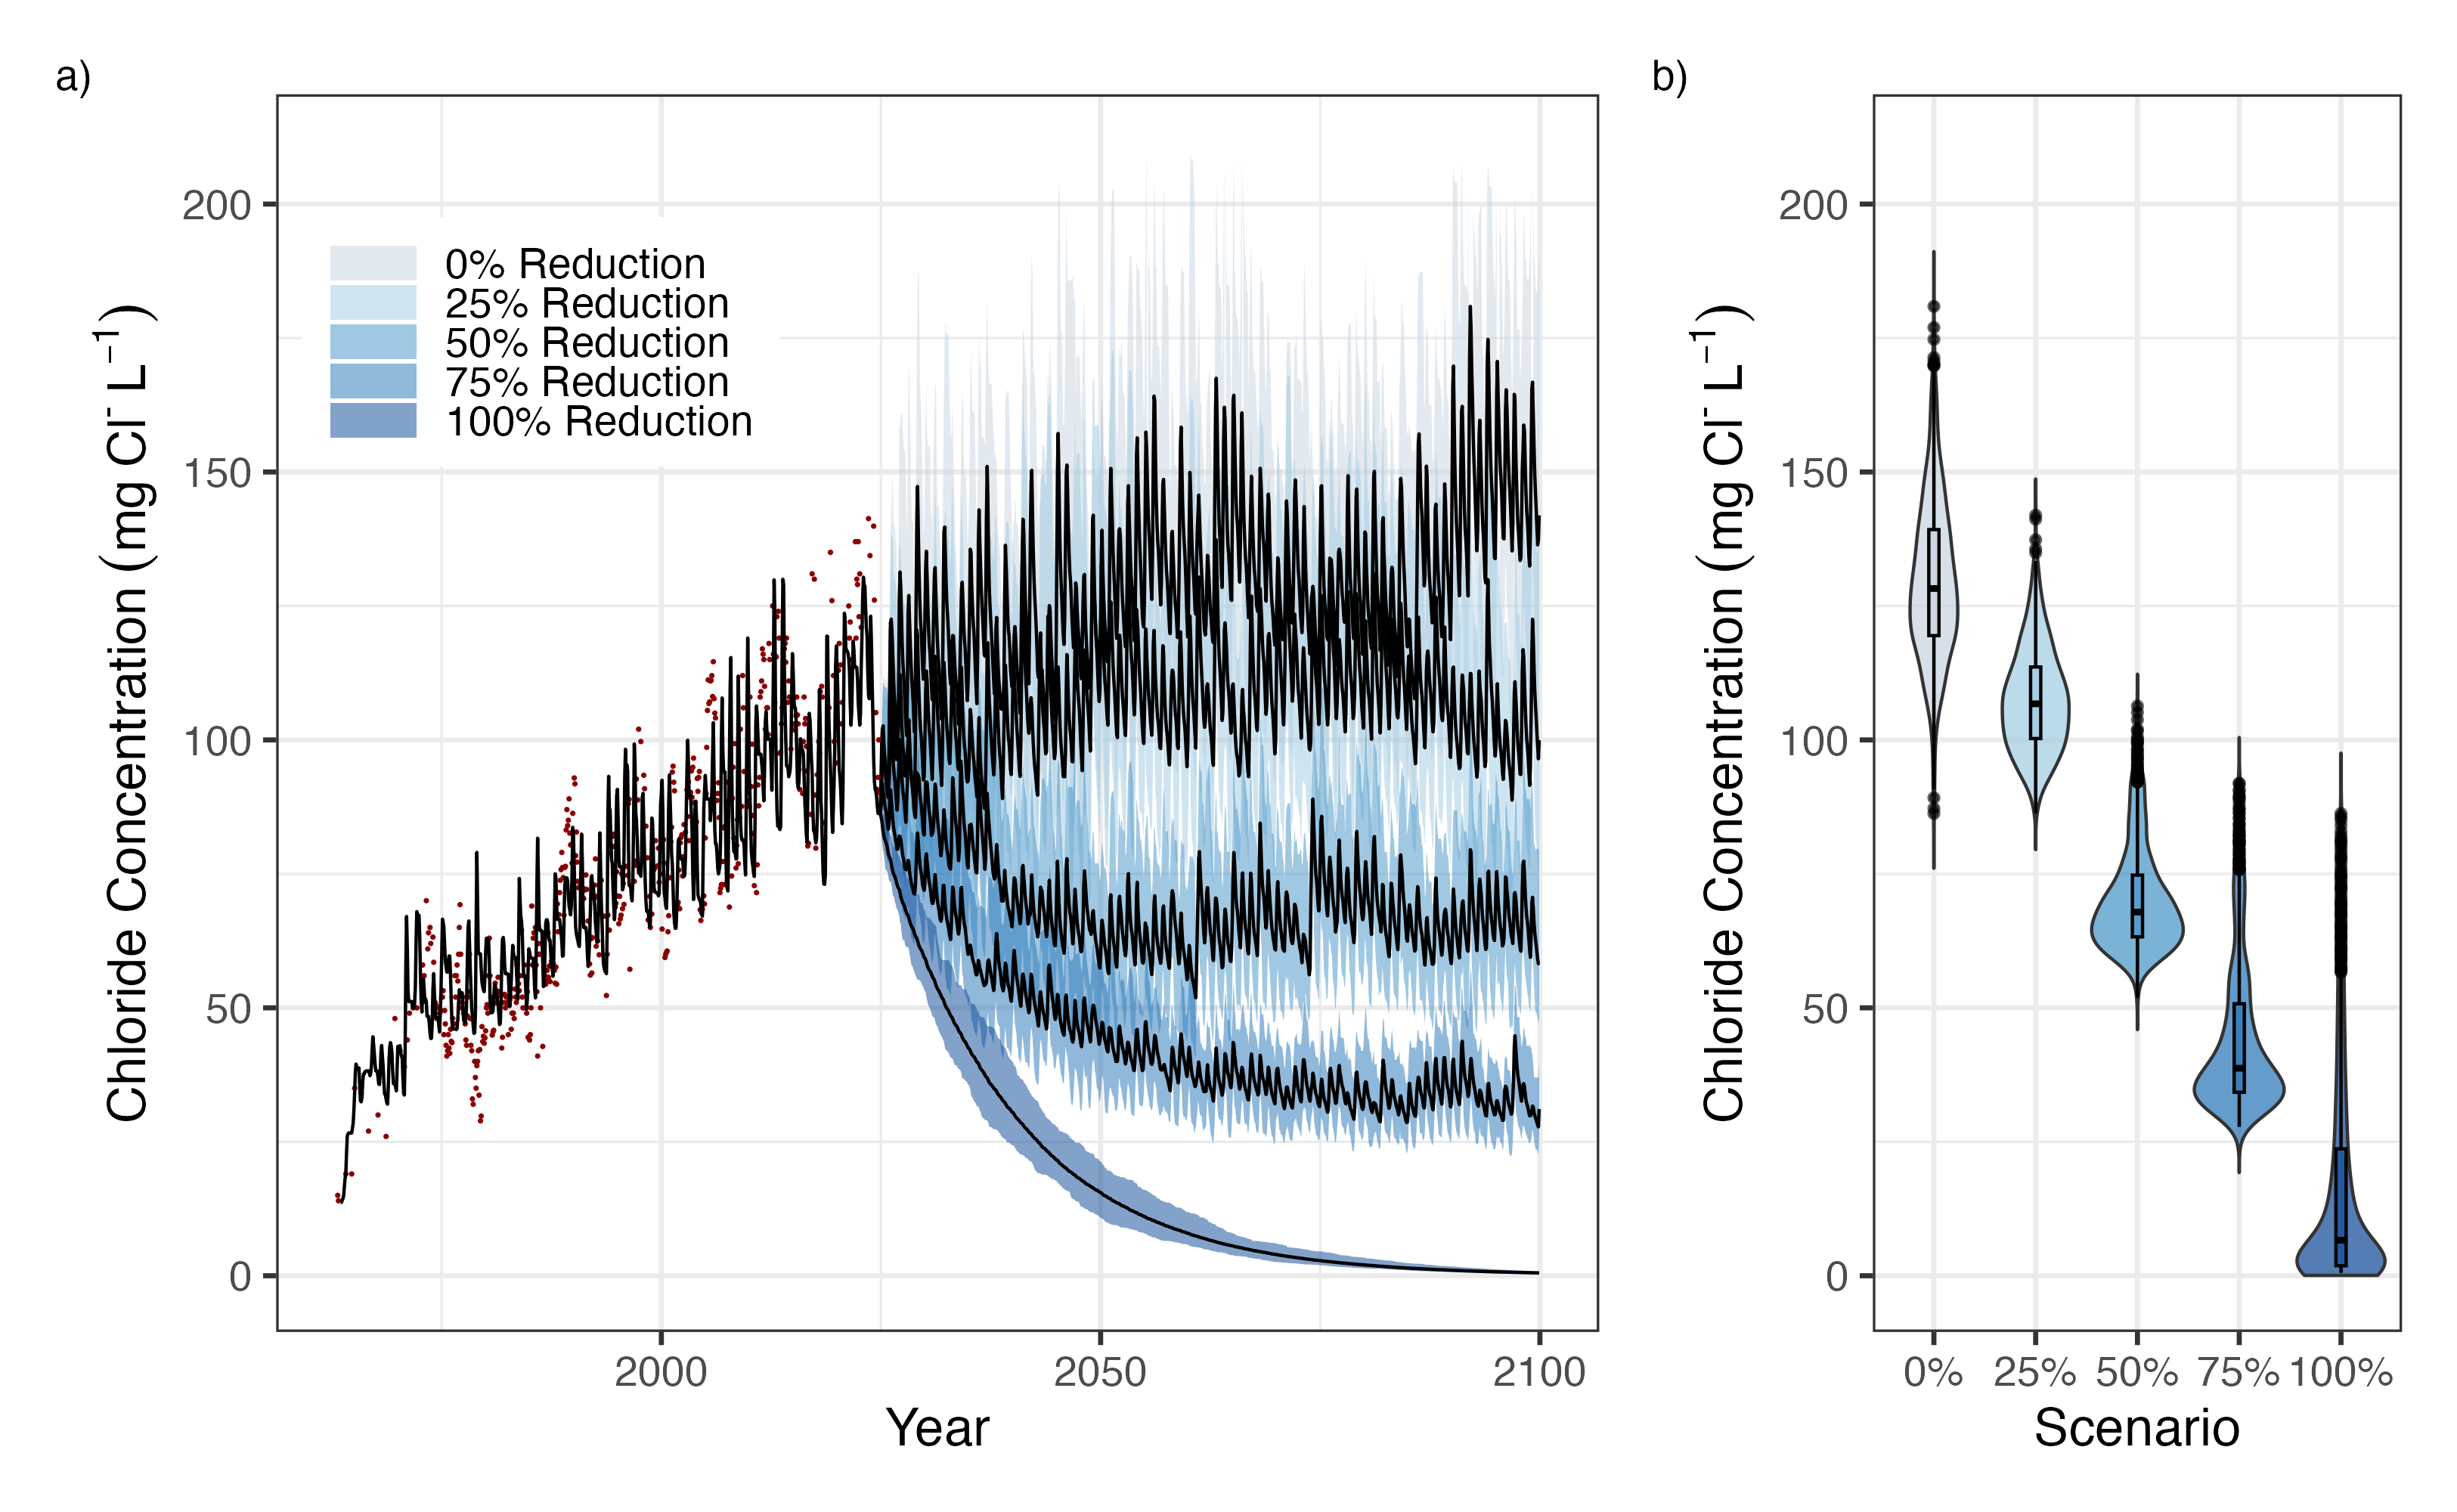 a)
Chloride Concentration (mg Cl⁻ L⁻¹)
200
150
100
50
0
0% Reduction
25% Reduction
50% Reduction
75% Reduction
100% Reduction
2000 2050 2100
Year
b)
Chloride Concentration (mg Cl⁻ L⁻¹)
200
150
100
50
0
0% 25% 50% 75% 100%
Scenario